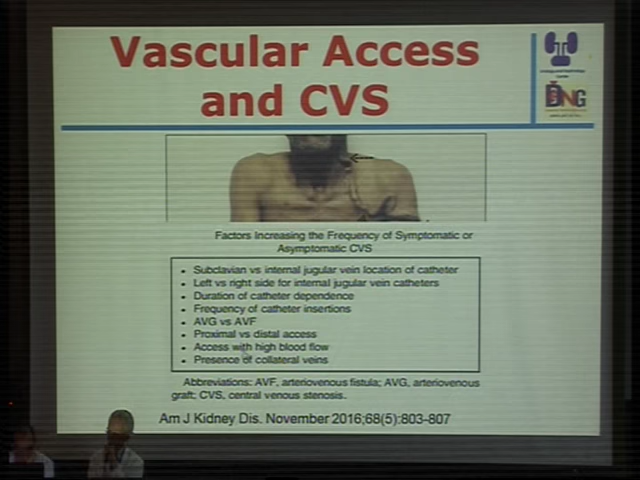 Vascular Access
and CVS
DNG
Factors Increasing the Frequency of Symptomatic or
Asymptomatic CVS
• Subclavian vs internal jugular vein location of catheter
• Left vs right side for internal jugular vein catheters
• Duration of catheter dependence
• Frequency of catheter insertions
• AVG vs AVF
• Proximal vs distal access
• Access with high blood flow
• Presence of collateral veins
Abbreviations: AVF, arteriovenous fistula; AVG, arteriovenous
graft; CVS, central venous stenosis.
Am J Kidney Dis. November 2016;68(5):803-807